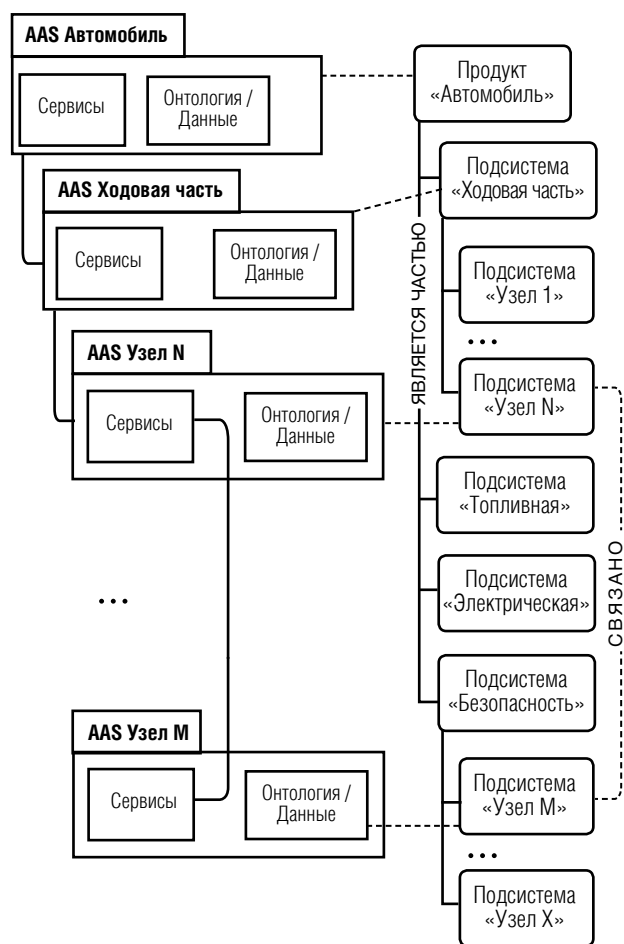 AAS Автомобиль
Сервисы
Онтология /
Данные
Продукт
«Автомобиль»
AAS Ходовая часть
Сервисы
Онтология /
Данные
Подсистема
«Ходовая часть»
ЯВЛЯЕТСЯ ЧАСТЬЮ
Подсистема
«Узел 1»
...
AAS Узел N
Сервисы
Онтология /
Данные
Подсистема
«Узел N»
Подсистема
«Топливная»
СВЯЗАНО
...
Подсистема
«Электрическая»
Подсистема
«Безопасность»
AAS Узел M
Сервисы
Онтология /
Данные
Подсистема
«Узел M»
...
Подсистема
«Узел X»